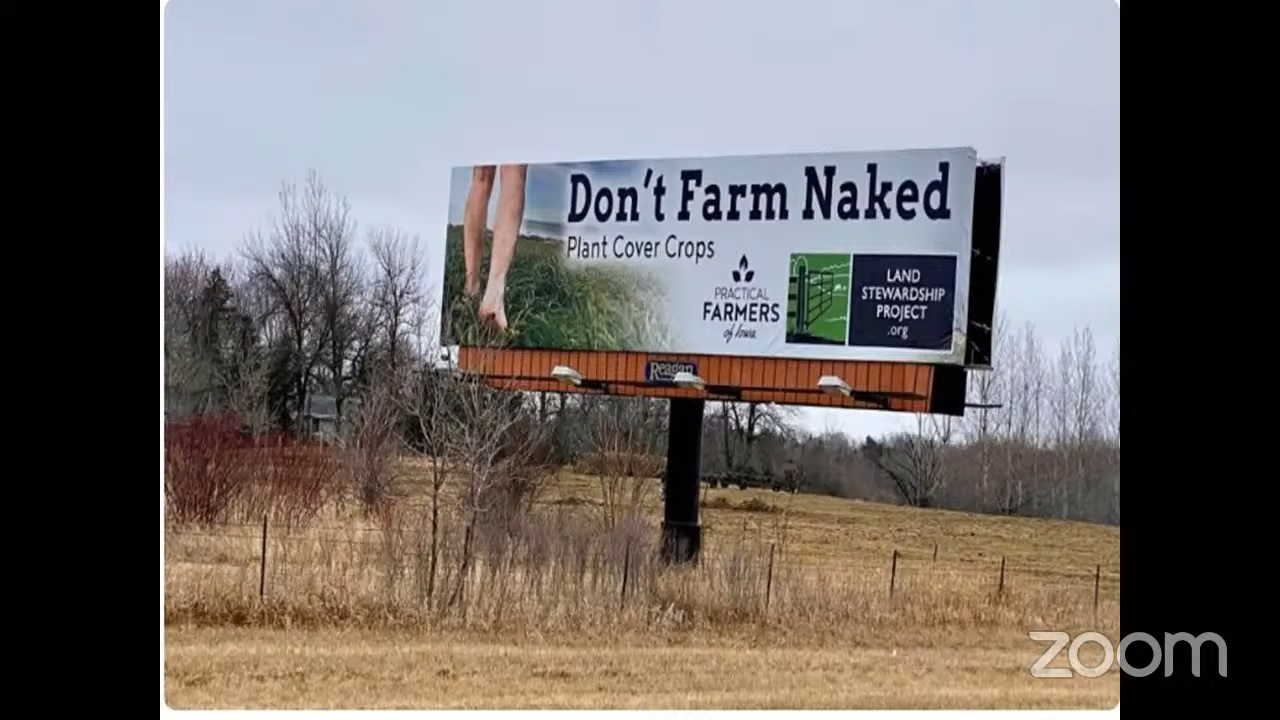 Don't Farm Naked
Plant Cover Crops
PRACTICAL
FARMERS
of Iowa
LAND
STEWARDSHIP
PROJECT
.org
Reagan
zoom